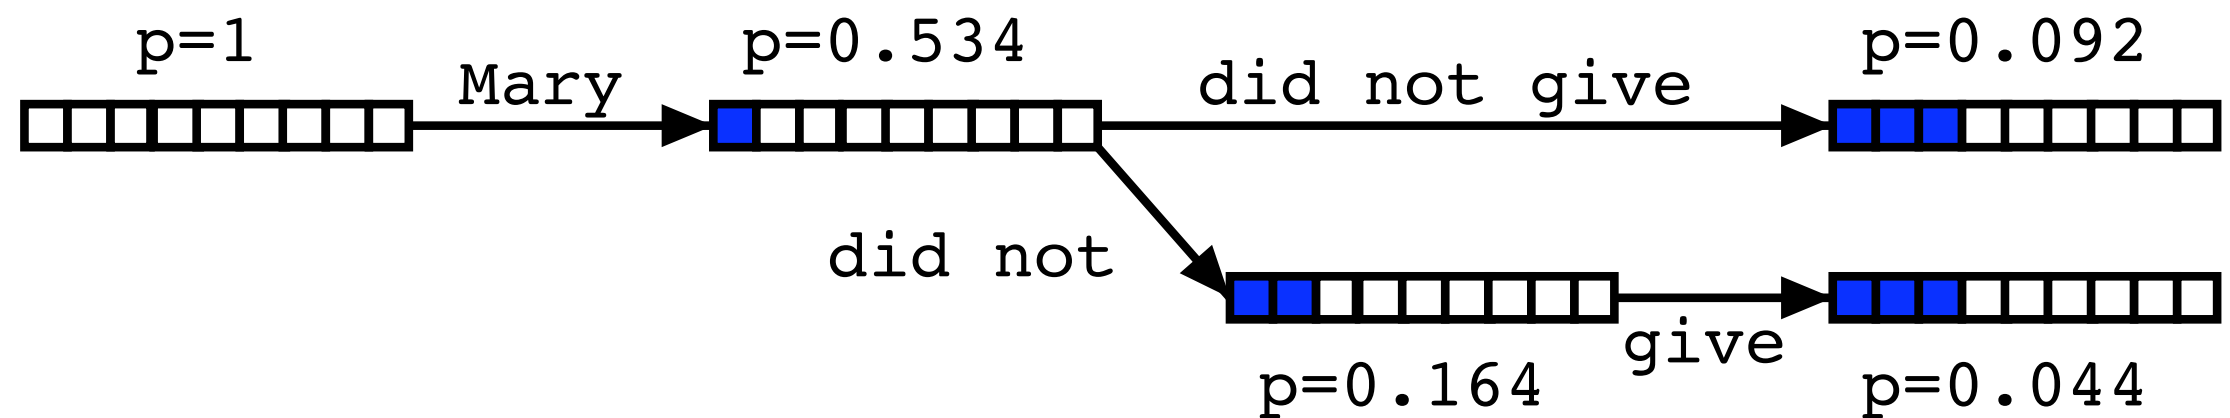 p=1
Mary
p=0.534
did not give
p=0.092
did not
p=0.164
give
p=0.044